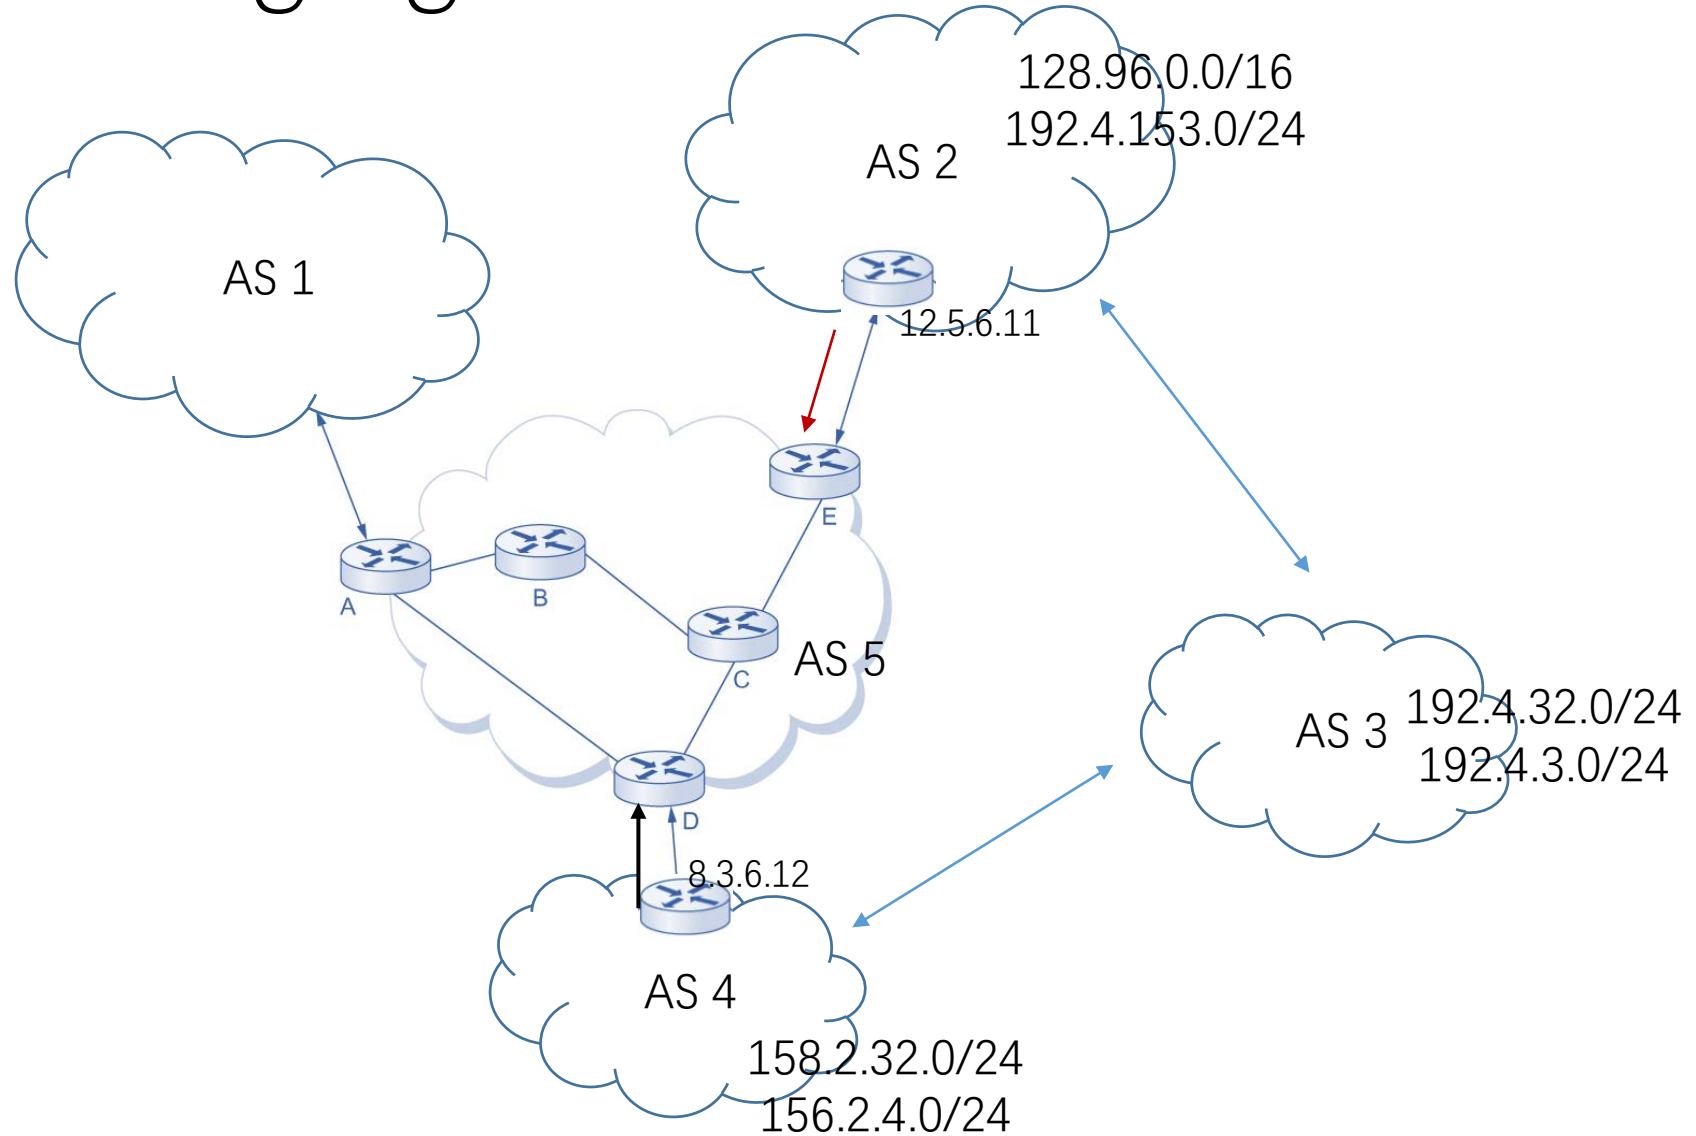 128.96.0.0/16
192.4.153.0/24
AS 2
AS 1
12.5.6.11
E
B
A
C
AS 5
192.4.32.0/24
AS 3
192.4.3.0/24
D
8.3.6.12
AS 4
158.2.32.0/24
156.2.4.0/24